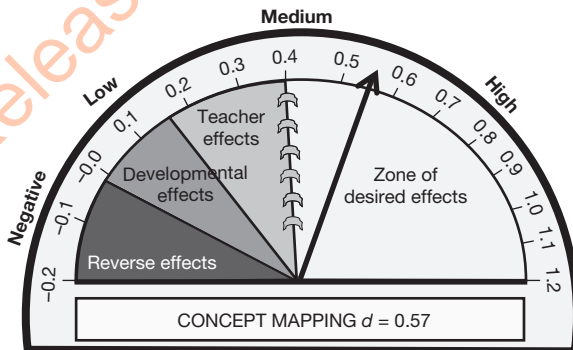 Release
Medium
Low
High
Negative
-0.2
-0.1
-0.0
0.1
0.2
0.3
0.4
0.5
0.6
0.7
0.8
0.9
1.0
1.1
1.2
Teacher
effects
Developmental
effects
Reverse effects
Zone of
desired effects
CONCEPT MAPPING d = 0.57